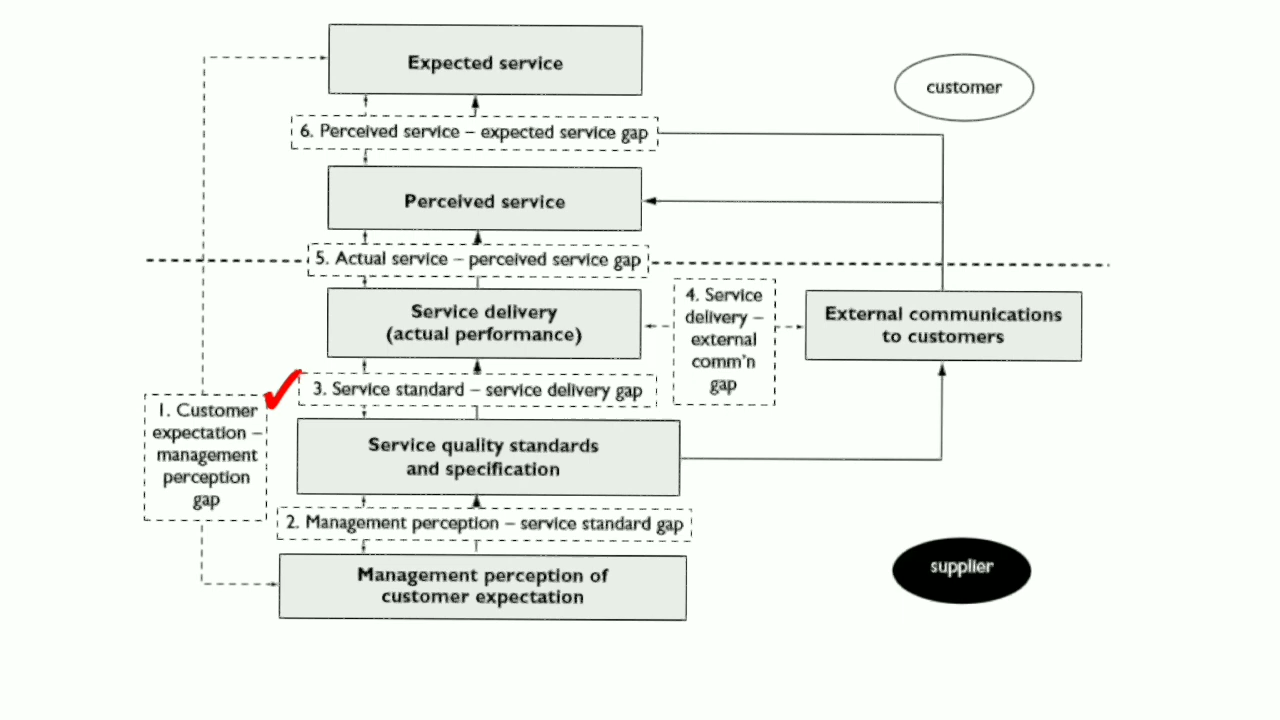 Expected service
customer
6. Perceived service – expected service gap
Perceived service
5. Actual service – perceived service gap
Service delivery
(actual performance)
4. Service
delivery –
external
comm'n
gap
External communications
to customers
3. Service standard – service delivery gap
1. Customer
expectation –
management
perception
gap
Service quality standards
and specification
2. Management perception – service standard gap
Management perception of
customer expectation
supplier